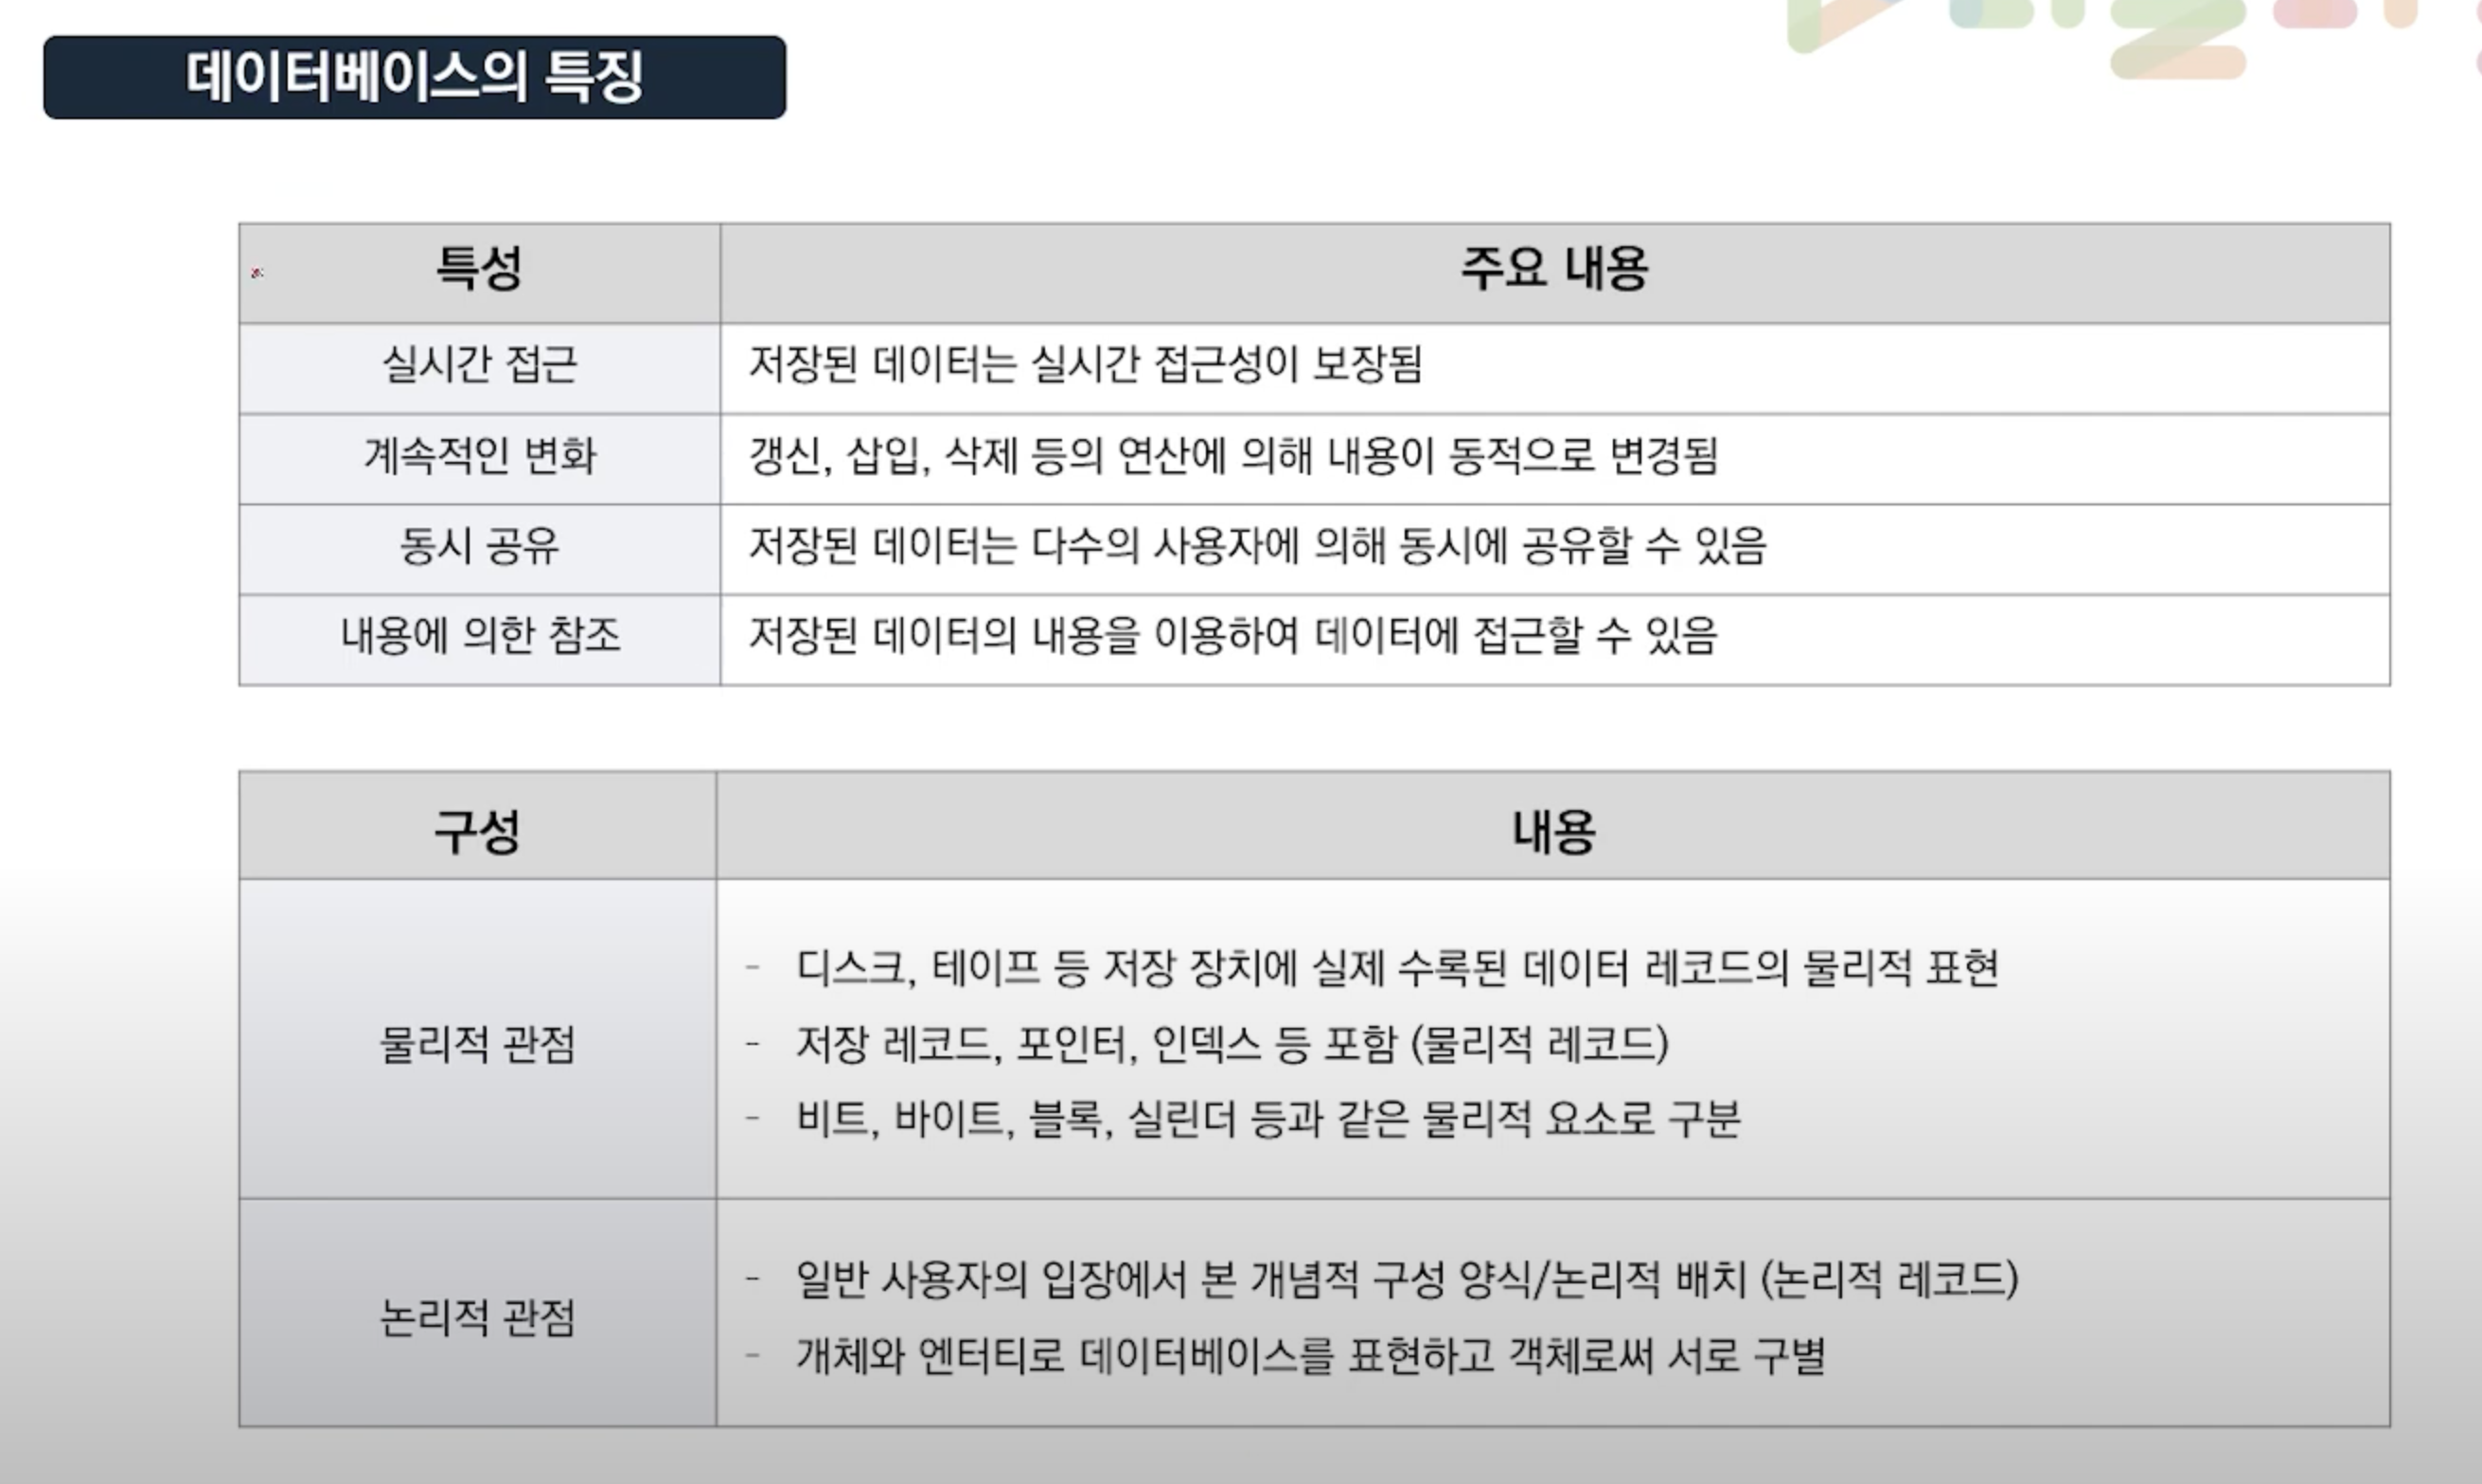 데이터베이스의 특징
특성 주요 내용
실시간 접근 저장된 데이터는 실시간 접근성이 보장됨
계속적인 변화 갱신, 삽입, 삭제 등의 연산에 의해 내용이 동적으로 변경됨
동시 공유 저장된 데이터는 다수의 사용자에 의해 동시에 공유할 수 있음
내용에 의한 참조 저장된 데이터의 내용을 이용하여 데이터에 접근할 수 있음
구성 내용
물리적 관점
- 디스크, 테이프 등 저장 장치에 실제 수록된 데이터 레코드의 물리적 표현
- 저장 레코드, 포인터, 인덱스 등 포함 (물리적 레코드)
- 비트, 바이트, 블록, 실린더 등과 같은 물리적 요소로 구분
논리적 관점
- 일반 사용자의 입장에서 본 개념적 구성 양식/논리적 배치 (논리적 레코드)
- 개체와 엔터티로 데이터베이스를 표현하고 객체로써 서로 구별